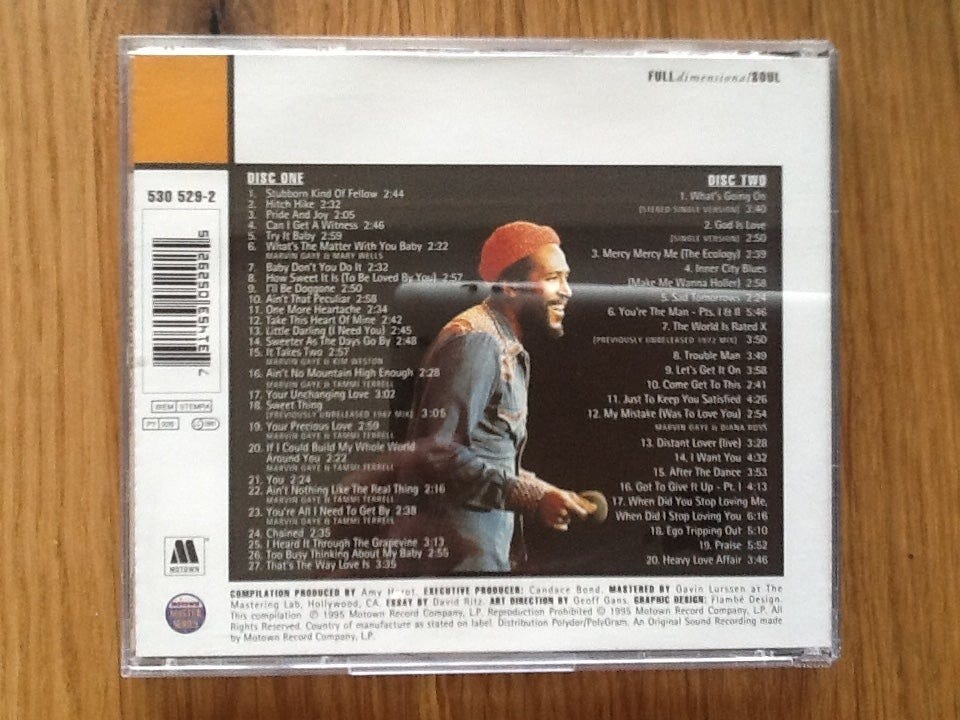 FULLdimensionalSOUL
530 529-2
DISC ONE
1. Stubborn Kind Of Fellow 2:44
2. Hitch Hike 2:32
3. Pride And Joy 2:05
4. Can I Get A Witness 2:46
5. Try It Baby 2:59
6. What's The Matter With You Baby 2:22
MARVIN GAYE & MARY WELLS
7. Baby Don't You Do It 2:32
8. How Sweet It Is (To Be Loved By You) 2:57
9. I'll Be Doggone 2:50
10. Ain't That Peculiar 2:58
11. One More Heartache 2:34
12. Take This Heart Of Mine 2:42
13. Little Darling (I Need You) 2:45
14. Sweeter As The Days Go By 2:48
15. It Takes Two 2:57
MARVIN GAYE & KIM WESTON
16. Ain't No Mountain High Enough 2:28
MARVIN GAYE & TAMMI TERRELL
17. Your Unchanging Love 3:02
18. Sweet Thing
(PREVIOUSLY UNRELEASED 1967 MIX) 3:05
19. Your Precious Love 2:59
MARVIN GAYE & TAMMI TERRELL
20. If I Could Build My Whole World
Around You 2:22
MARVIN GAYE & TAMMI TERRELL
21. You 2:24
22. Ain't Nothing Like The Real Thing 2:16
MARVIN GAYE & TAMMI TERRELL
23. You're All I Need To Get By 2:38
MARVIN GAYE & TAMMI TERRELL
24. Chained 2:35
25. I Heard It Through The Grapevine 3:13
26. Too Busy Thinking About My Baby 2:55
27. That's The Way Love Is 3:35
DISC TWO
1. What's Going On
(STEREO SINGLE VERSION) 3:40
2. God Is Love
(SINGLE VERSION) 2:50
3. Mercy Mercy Me (The Ecology) 2:39
4. Inner City Blues
(Make Me Wanna Holler) 2:58
5. Sad Tomorrows 2:24
6. You're The Man - Pts. I & II 5:46
7. The World Is Rated X
(PREVIOUSLY UNRELEASED 1972 MIX) 3:50
8. Trouble Man 3:49
9. Let's Get It On 3:58
10. Come Get To This 2:41
11. Just To Keep You Satisfied 4:26
12. My Mistake (Was To Love You) 2:54
MARVIN GAYE & DIANA ROSS
13. Distant Lover (live) 3:28
14. I Want You 4:32
15. After The Dance 3:53
16. Got To Give It Up - Pt. I 4:13
17. When Did You Stop Loving Me,
When Did I Stop Loving You 6:16
18. Ego Tripping Out 5:10
19. Praise 5:52
20. Heavy Love Affair 3:46
BIEM STEMRA
MOTOWN
MOTOWN
MASTER
SERIES
COMPILATION PRODUCED BY Amy EXECUTIVE PRODUCER: Candace Bond. MASTERED BY Gavin Lurssen at The
Mastering Lab, Hollywood, CA. ESSAY BY David Ritz. ART DIRECTION BY Geoff Gans. GRAPHIC DESIGN: Flambé Design.
This compilation ℗ 1995 Motown Record Company, L.P. Reproduction Prohibited © 1995 Motown Record Company, L.P. All
Rights Reserved. Country of manufacture as stated on label. Distribution Polydor/PolyGram. An Original Sound Recording made
by Motown Record Company, L.P.